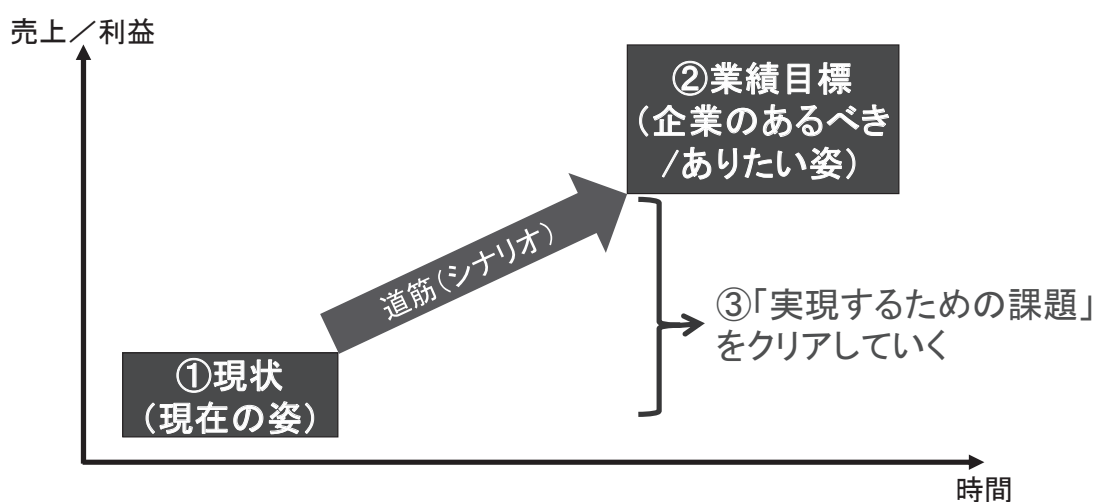 売上／利益
②業績目標
（企業のあるべき
/ありたい姿）
道筋（シナリオ）
③「実現するための課題」
をクリアしていく
①現状
（現在の姿）
時間